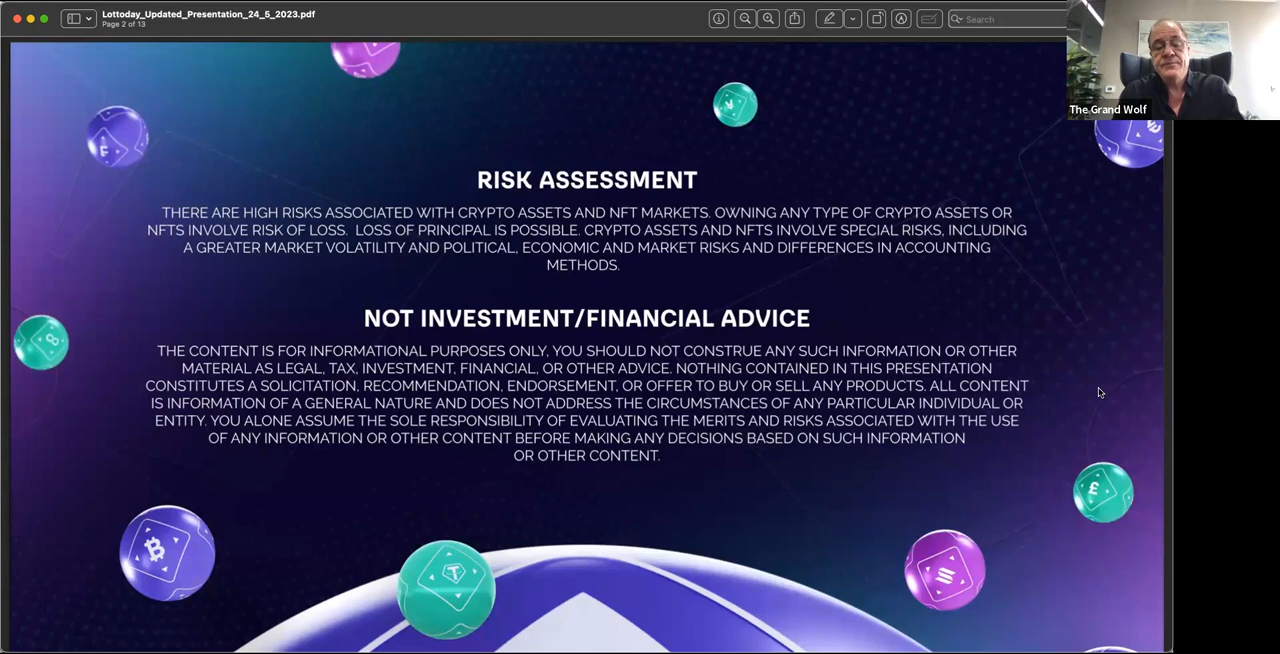 Lottoday_Updated_Presentation_24_5_2023.pdf
Page 2 of 13
Search
The Grand Wolf
RISK ASSESSMENT
THERE ARE HIGH RISKS ASSOCIATED WITH CRYPTO ASSETS AND NFT MARKETS. OWNING ANY TYPE OF CRYPTO ASSETS OR
NFTS INVOLVE RISK OF LOSS. LOSS OF PRINCIPAL IS POSSIBLE. CRYPTO ASSETS AND NFTS INVOLVE SPECIAL RISKS, INCLUDING
A GREATER MARKET VOLATILITY AND POLITICAL, ECONOMIC AND MARKET RISKS AND DIFFERENCES IN ACCOUNTING
METHODS.
NOT INVESTMENT/FINANCIAL ADVICE
THE CONTENT IS FOR INFORMATIONAL PURPOSES ONLY, YOU SHOULD NOT CONSTRUE ANY SUCH INFORMATION OR OTHER
MATERIAL AS LEGAL, TAX, INVESTMENT, FINANCIAL, OR OTHER ADVICE. NOTHING CONTAINED IN THIS PRESENTATION
CONSTITUTES A SOLICITATION, RECOMMENDATION, ENDORSEMENT, OR OFFER TO BUY OR SELL ANY PRODUCTS. ALL CONTENT
IS INFORMATION OF A GENERAL NATURE AND DOES NOT ADDRESS THE CIRCUMSTANCES OF ANY PARTICULAR INDIVIDUAL OR
ENTITY. YOU ALONE ASSUME THE SOLE RESPONSIBILITY OF EVALUATING THE MERITS AND RISKS ASSOCIATED WITH THE USE
OF ANY INFORMATION OR OTHER CONTENT BEFORE MAKING ANY DECISIONS BASED ON SUCH INFORMATION
OR OTHER CONTENT.